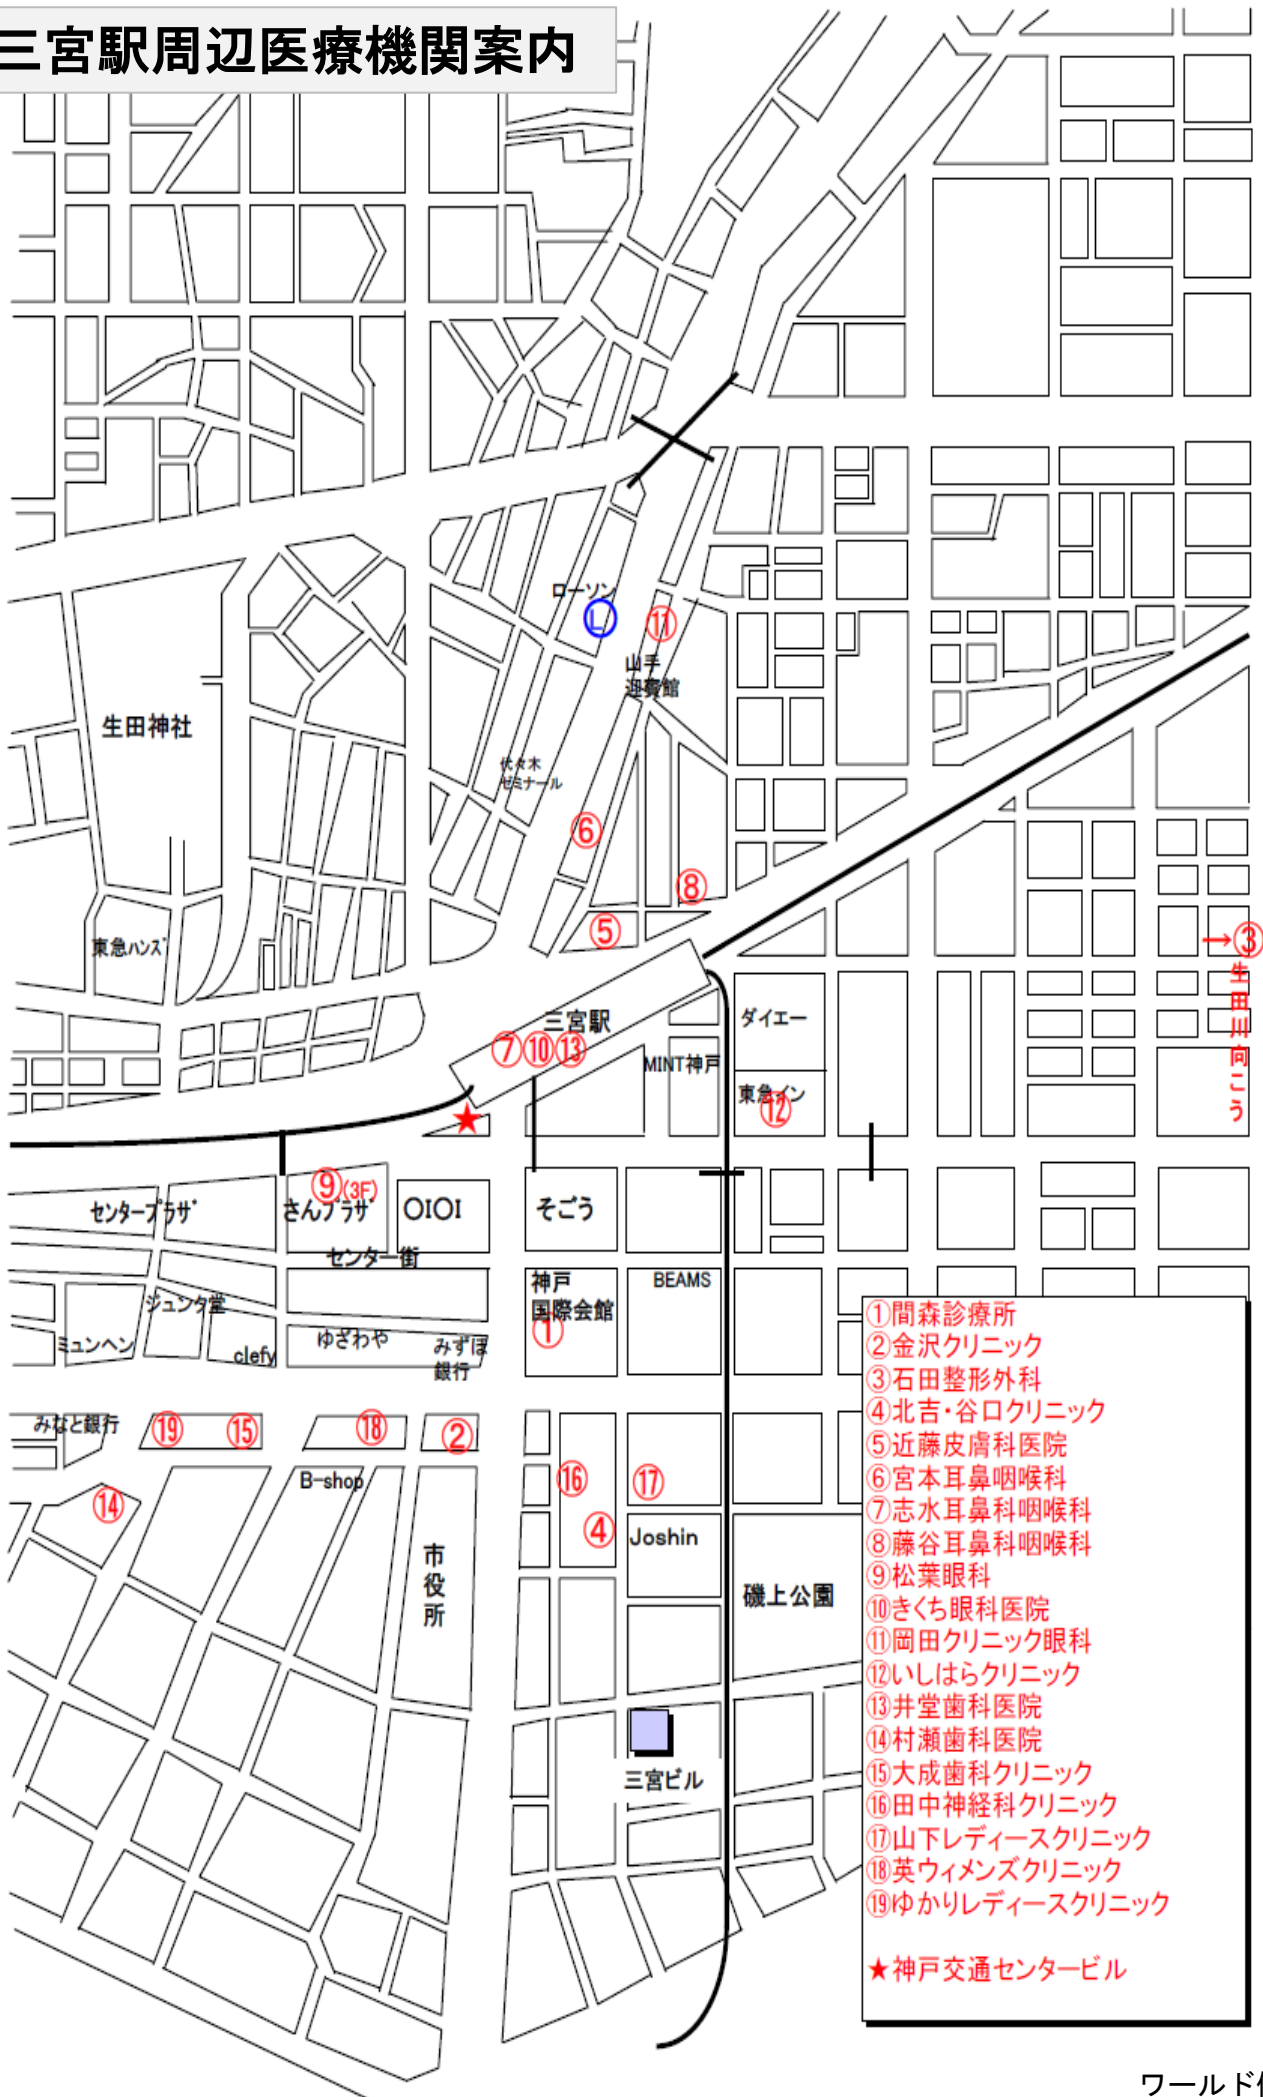 三宮駅周辺医療機関案内
ローソン
L
⑪
山手
迎賓館
生田神社
代々木
ゼミナール
⑥
⑧
⑤
東急ハンズ
→③
生田川向こう
三宮駅
⑦⑩⑬
ダイエー
MINT神戸
東急イン
⑫
★
⑨(3F)
センタープラザ
さんプラザ
OIOI
そごう
センター街
神戸
国際会館
①
BEAMS
ジュンク堂
ミュンヘン
clefy
ゆざわや
みずほ
銀行
みなと銀行
⑲
⑮
⑱
②
B-shop
⑭
⑯
⑰
④
Joshin
市役所
磯上公園
三宮ビル
①間森診療所
②金沢クリニック
③石田整形外科
④北吉・谷口クリニック
⑤近藤皮膚科医院
⑥宮本耳鼻咽喉科
⑦志水耳鼻科咽喉科
⑧藤谷耳鼻科咽喉科
⑨松葉眼科
⑩きくち眼科医院
⑪岡田クリニック眼科
⑫いしはらクリニック
⑬井堂歯科医院
⑭村瀬歯科医院
⑮大成歯科クリニック
⑯田中神経科クリニック
⑰山下レディースクリニック
⑱英ウィメンズクリニック
⑲ゆかりレディースクリニック
★神戸交通センタービル
ワールド